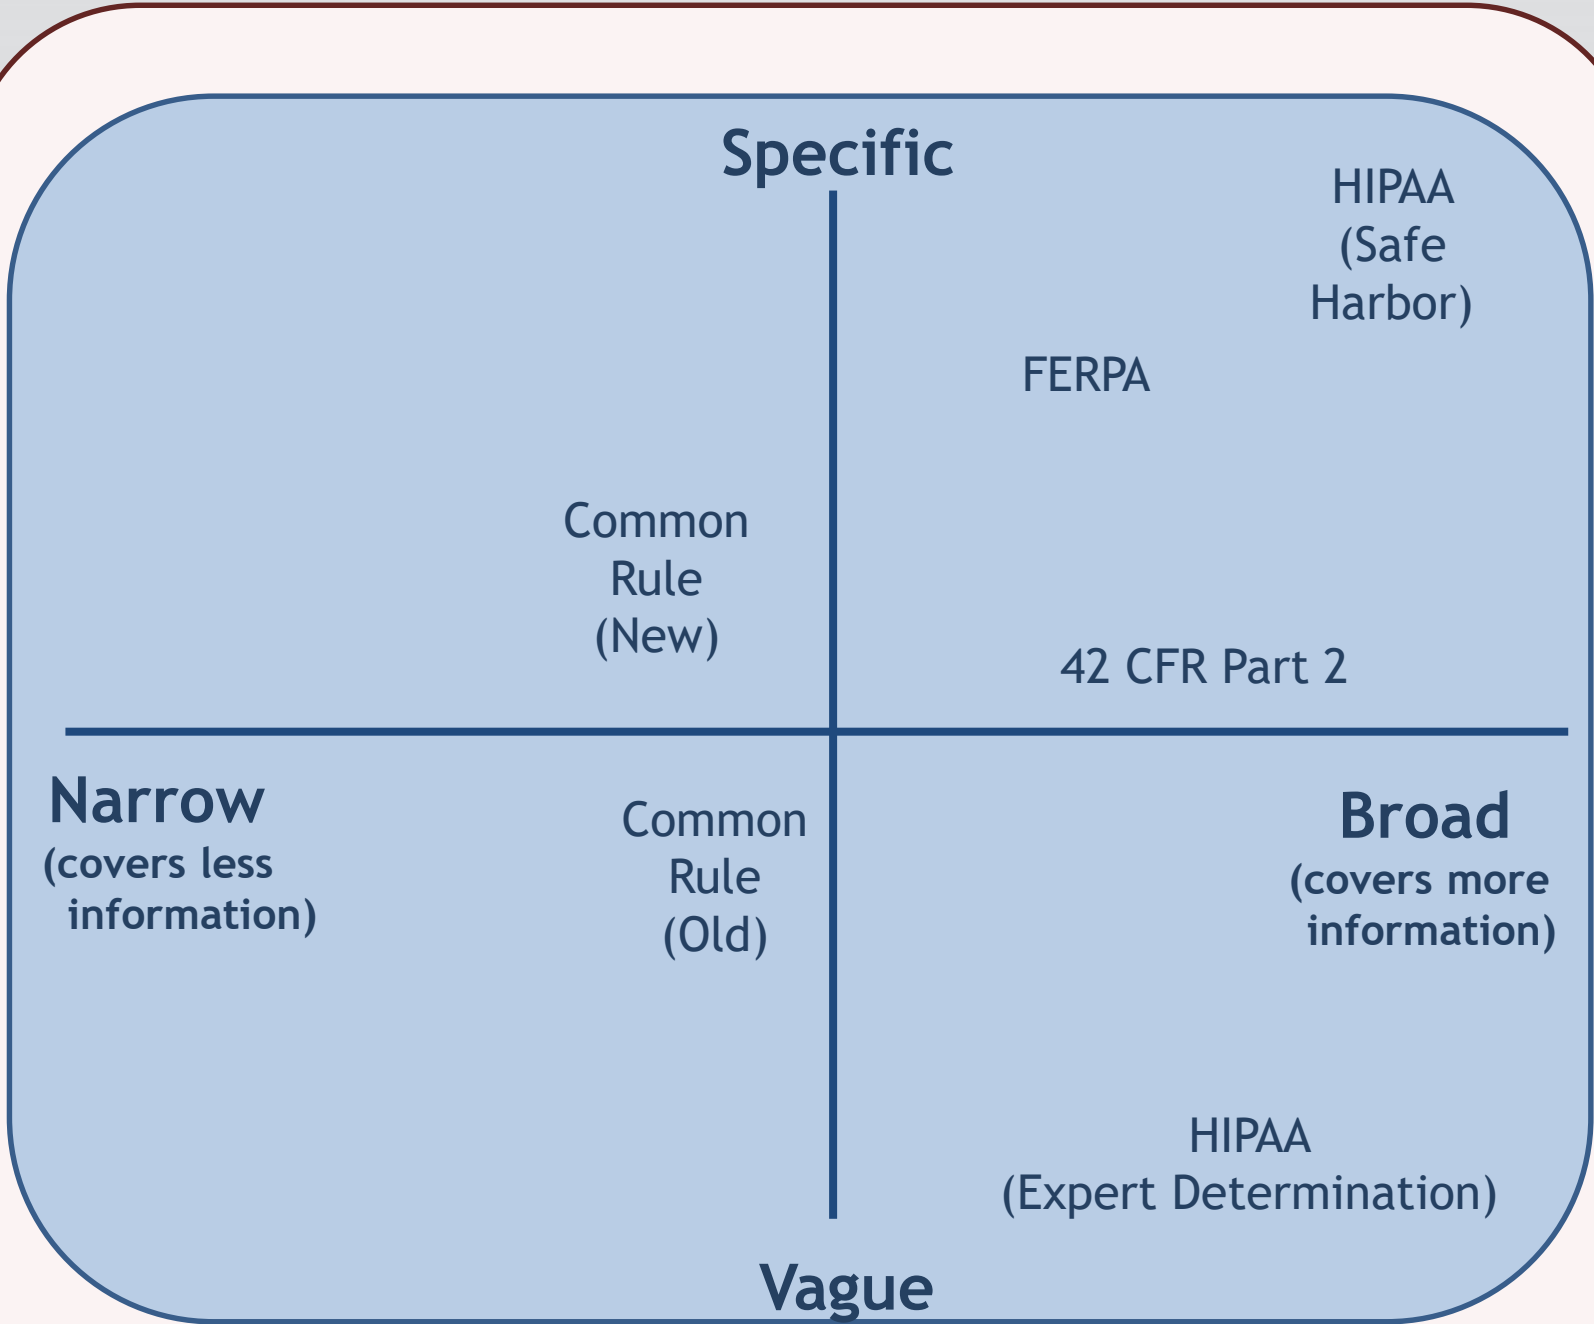 Specific
HIPAA
(Safe
Harbor)
FERPA
Common
Rule
(New)
42 CFR Part 2
Narrow
(covers less
information)
Common
Rule
(Old)
Broad
(covers more
information)
HIPAA
(Expert Determination)
Vague